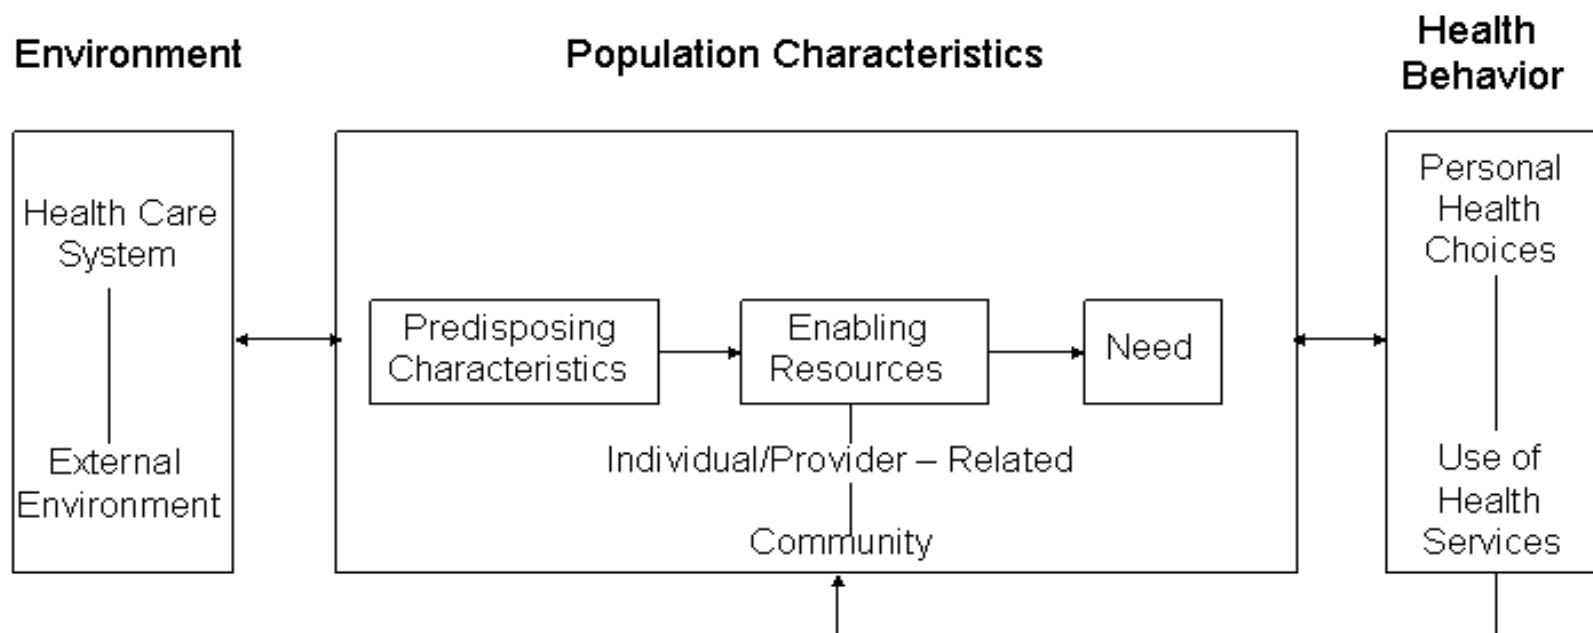 Environment
Population Characteristics
Health
Behavior
Health Care
System
External
Environment
Predisposing
Characteristics
Enabling
Resources
Need
Individual/Provider – Related
Community
Personal
Health
Choices
Use of
Health
Services